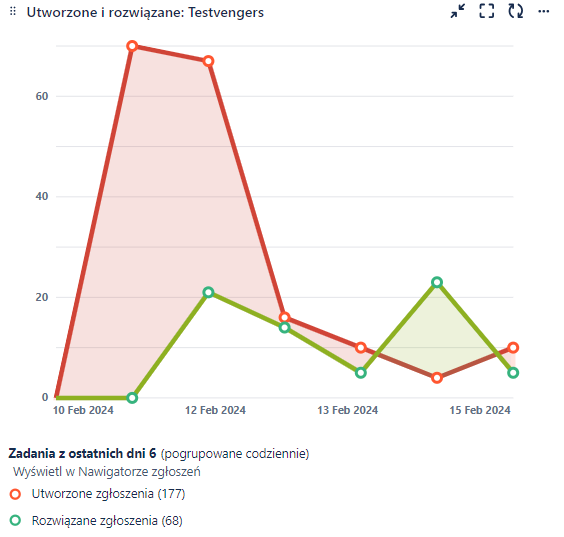 Utworzone i rozwiązane: Testvengers
60
40
20
0
10 Feb 2024 12 Feb 2024 13 Feb 2024 15 Feb 2024
Zadania z ostatnich dni 6 (pogrupowane codziennie)
Wyświetl w Nawigatorze zgłoszeń
Utworzone zgłoszenia (177)
Rozwiązane zgłoszenia (68)